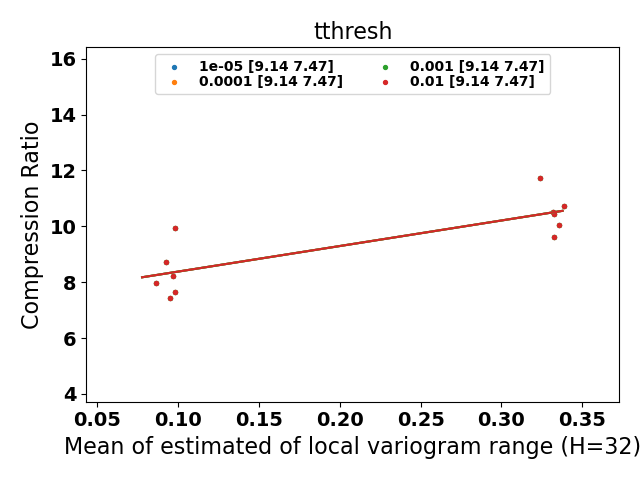 tthresh
1e-05 [9.14 7.47]
0.0001 [9.14 7.47]
0.001 [9.14 7.47]
0.01 [9.14 7.47]
Compression Ratio
16
14
12
10
8
6
4
0.05 0.10 0.15 0.20 0.25 0.30 0.35
Mean of estimated of local variogram range (H=32)